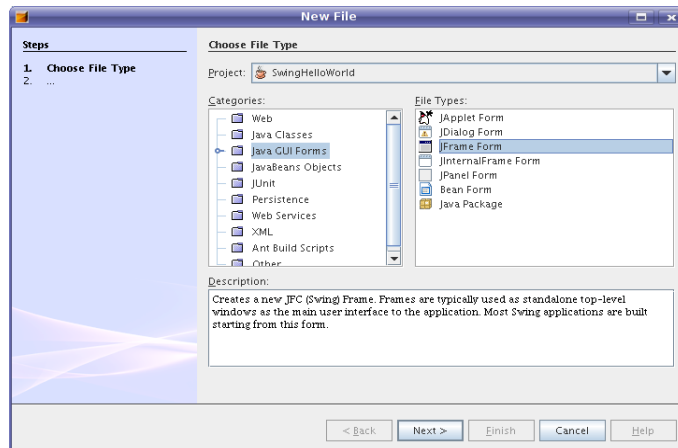 New File
Steps
1. Choose File Type
2. ...
Choose File Type
Project: SwingHelloWorld
Categories:
Web
Java Classes
Java GUI Forms
JavaBeans Objects
JUnit
Persistence
Web Services
XML
Ant Build Scripts
Other
File Types:
JApplet Form
JDialog Form
JFrame Form
JInternalFrame Form
JPanel Form
Bean Form
Java Package
Description:
Creates a new JFC (Swing) Frame. Frames are typically used as standalone top-level
windows as the main user interface to the application. Most Swing applications are built
starting from this form.
< Back Next > Finish Cancel Help